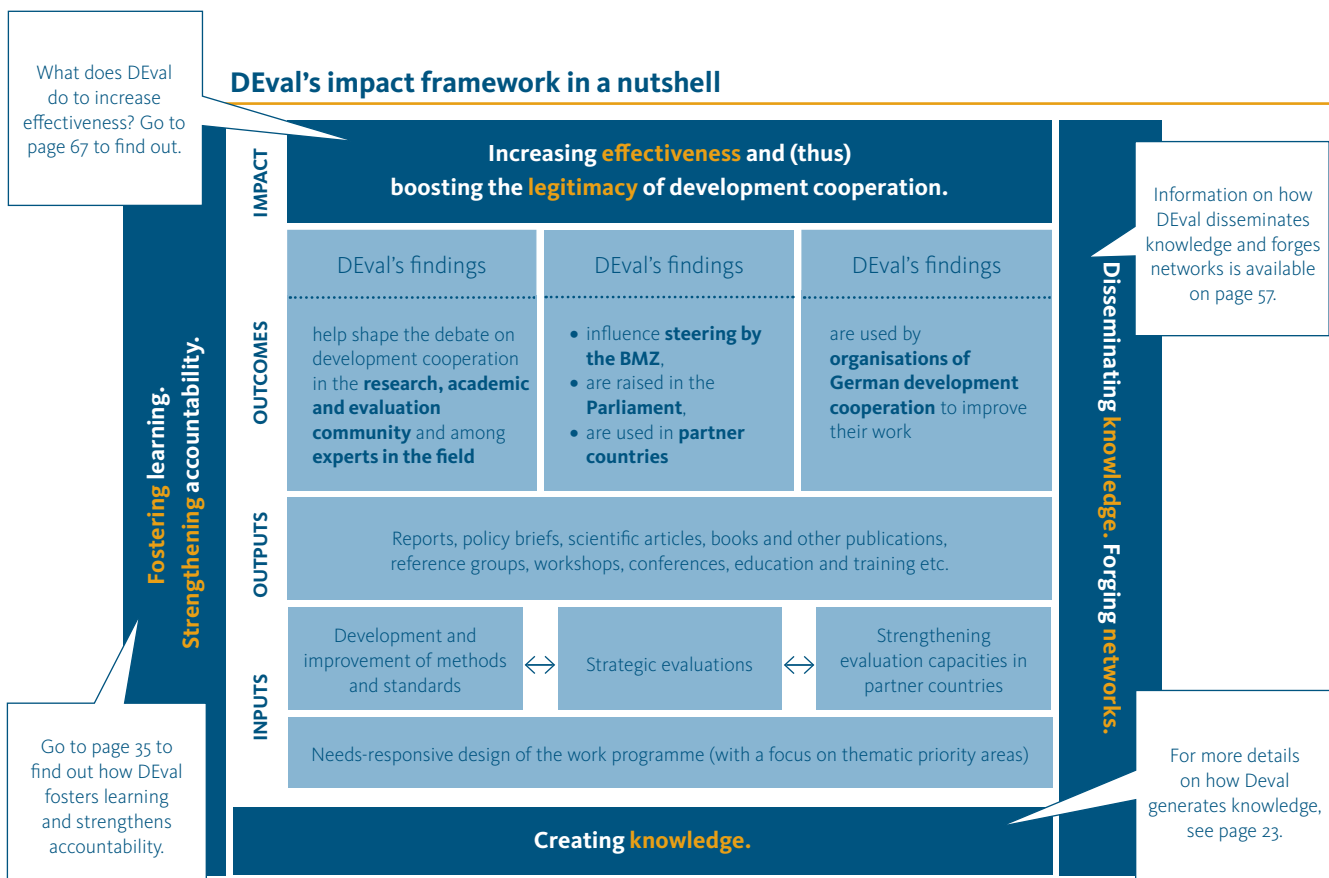 What does DEval
do to increase
effectiveness? Go to
page 67 to find out.
DEval's impact framework in a nutshell
IMPACT
Increasing effectiveness and (thus)
boosting the legitimacy of development cooperation.
Information on how
DEval disseminates
knowledge and forges
networks is available
on page 57.
OUTCOMES
DEval's findings
help shape the debate on
development cooperation
in the research, academic
and evaluation
community and among
experts in the field
DEval's findings
• influence steering by
the BMZ,
• are raised in the
Parliament,
• are used in partner
countries
DEval's findings
are used by
organisations of
German development
cooperation to improve
their work
Fostering learning.
Strengthening accountability.
Disseminating knowledge. Forging networks.
OUTPUTS
Reports, policy briefs, scientific articles, books and other publications,
reference groups, workshops, conferences, education and training etc.
INPUTS
Development and
improvement of methods
and standards
Strategic evaluations
Strengthening
evaluation capacities in
partner countries
Needs-responsive design of the work programme (with a focus on thematic priority areas)
Go to page 35 to
find out how DEval
fosters learning
and strengthens
accountability.
For more details
on how Deval
generates knowledge,
see page 23.
Creating knowledge.